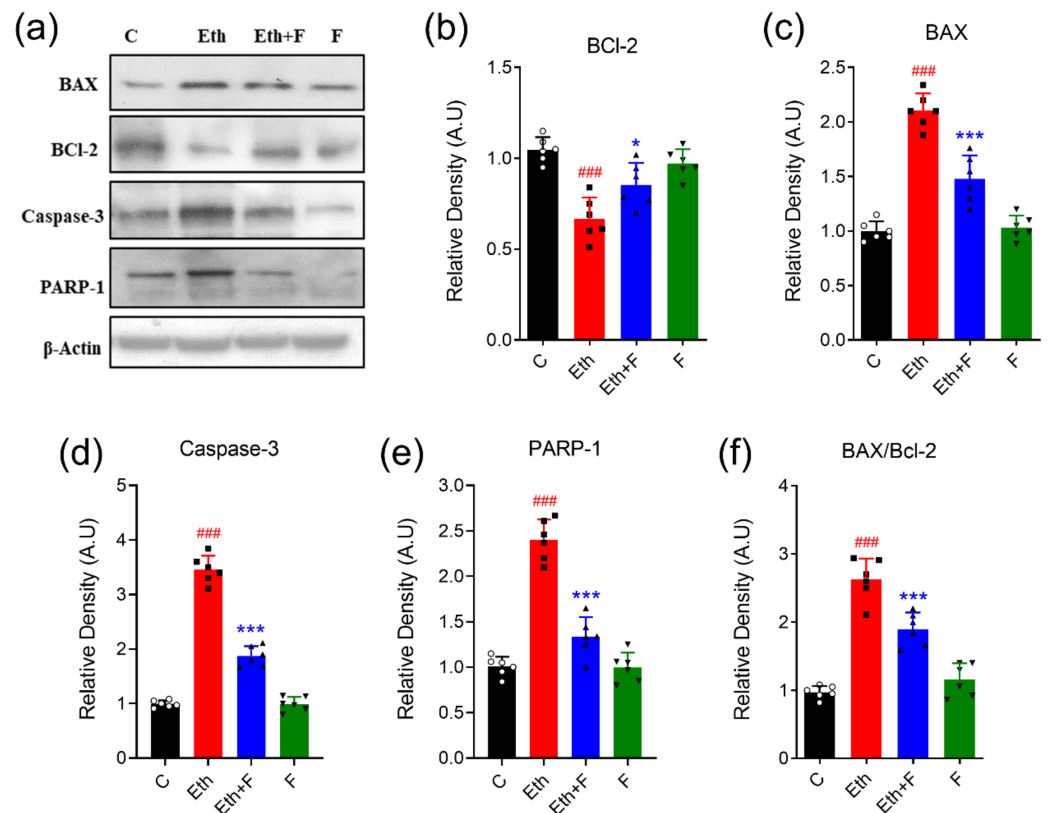 (a)
C Eth Eth+F F
BAX
BCl-2
Caspase-3
PARP-1
β-Actin
(b)
BCl-2
Relative Density (A.U)
1.5
1.0
0.5
0.0
###
*
C Eth Eth+F F
(c)
BAX
Relative Density (A.U)
2.5
2.0
1.5
1.0
0.5
0.0
###
***
C Eth Eth+F F
(d)
Caspase-3
Relative Density (A.U)
5
4
3
2
1
0
###
***
C Eth Eth+F F
(e)
PARP-1
Relative Density (A.U)
3.0
2.5
2.0
1.5
1.0
0.5
0.0
###
***
C Eth Eth+F F
(f)
BAX/Bcl-2
Relative Density (A.U)
4
3
2
1
0
###
***
C Eth Eth+F F